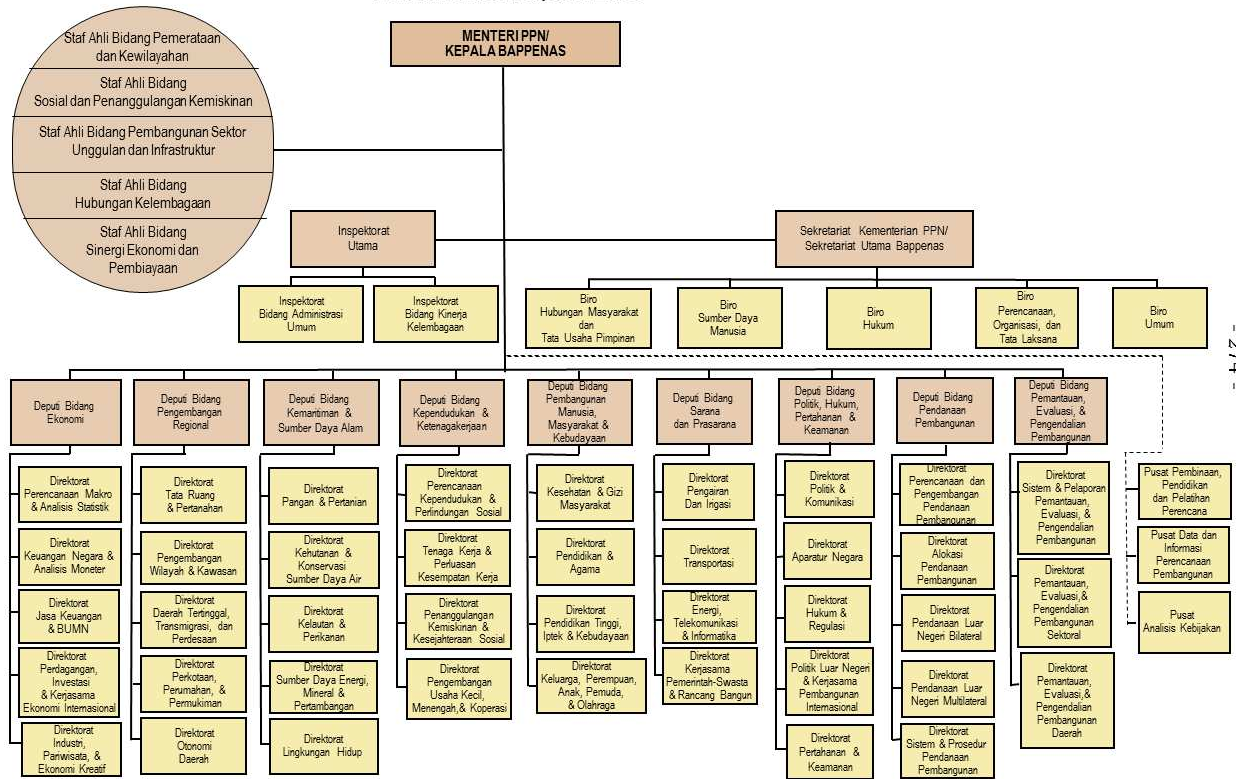 MENTERI PPN/
KEPALA BAPPENAS
Staf Ahli Bidang Pemerataan
dan Kewilayahan
Staf Ahli Bidang
Sosial dan Penanggulangan Kemiskinan
Staf Ahli Bidang Pembangunan Sektor
Unggulan dan Infrastruktur
Staf Ahli Bidang
Hubungan Kelembagaan
Staf Ahli Bidang
Sinergi Ekonomi dan
Pembiayaan
Inspektorat
Utama
Sekretariat Kementerian PPN/
Sekretariat Utama Bappenas
Inspektorat
Bidang Administrasi
Umum
Inspektorat
Bidang Kinerja
Kelembagaan
Biro
Hubungan Masyarakat
dan
Tata Usaha Pimpinan
Biro
Sumber Daya
Manusia
Biro
Hukum
Biro
Perencanaan,
Organisasi, dan
Tata Laksana
Biro
Umum
Deputi Bidang
Ekonomi
Direktorat
Perencanaan Makro
& Analisis Statistik
Direktorat
Keuangan Negara &
Analisis Moneter
Direktorat
Jasa Keuangan
& BUMN
Direktorat
Perdagangan,
Investasi
& Kerjasama
Ekonomi Internasional
Direktorat
Industri,
Pariwisata, &
Ekonomi Kreatif
Deputi Bidang
Pengembangan
Regional
Direktorat
Tata Ruang
& Pertanahan
Direktorat
Pengembangan
Wilayah & Kawasan
Direktorat
Daerah Tertinggal,
Transmigrasi, dan
Perdesaan
Direktorat
Perkotaan,
Perumahan, &
Permukiman
Direktorat
Otonomi
Daerah
Deputi Bidang
Kemaritiman &
Sumber Daya Alam
Direktorat
Pangan & Pertanian
Direktorat
Kehutanan &
Konservasi
Sumber Daya Air
Direktorat
Kelautan &
Perikanan
Direktorat
Sumber Daya Energi,
Mineral &
Pertambangan
Direktorat
Lingkungan Hidup
Deputi Bidang
Kependudukan &
Ketenagakerjaan
Direktorat
Perencanaan
Kependudukan &
Perlindungan Sosial
Direktorat
Tenaga Kerja &
Perluasan
Kesempatan Kerja
Direktorat
Penanggulangan
Kemiskinan &
Kesejahteraan Sosial
Direktorat
Pengembangan
Usaha Kecil,
Menengah,& Koperasi
Deputi Bidang
Pembangunan
Manusia,
Masyarakat &
Kebudayaan
Direktorat
Kesehatan & Gizi
Masyarakat
Direktorat
Pendidikan &
Agama
Direktorat
Pendidikan Tinggi,
Iptek & Kebudayaan
Direktorat
Keluarga, Perempuan,
Anak, Pemuda,
& Olahraga
Deputi Bidang
Sarana
dan Prasarana
Direktorat
Pengairan
Dan Irigasi
Direktorat
Transportasi
Direktorat
Energi,
Telekomunikasi
& Informatika
Direktorat
Kerjasama
Pemerintah-Swasta
& Rancang Bangun
Deputi Bidang
Politik, Hukum,
Pertahanan &
Keamanan
Direktorat
Politik &
Komunikasi
Direktorat
Aparatur Negara
Direktorat
Hukum &
Regulasi
Direktorat
Politik Luar Negeri
& Kerjasama
Pembangunan
Internasional
Direktorat
Pertahanan &
Keamanan
Deputi Bidang
Pendanaan
Pembangunan
Direktorat
Perencanaan dan
Pengembangan
Pendanaan
Pembangunan
Direktorat
Alokasi
Pendanaan
Pembangunan
Direktorat
Pendanaan Luar
Negeri Bilateral
Direktorat
Pendanaan Luar
Negeri Multilateral
Direktorat
Sistem & Prosedur
Pendanaan
Pembangunan
Deputi Bidang
Pemantauan,
Evaluasi, &
Pengendalian
Pembangunan
Direktorat
Sistem & Pelaporan
Pemantauan,
Evaluasi, &
Pengendalian
Pembangunan
Direktorat
Pemantauan,
Evaluasi,&
Pengendalian
Pembangunan
Sektoral
Direktorat
Pemantauan,
Evaluasi,&
Pengendalian
Pembangunan
Daerah
Pusat Pembinaan,
Pendidikan
dan Pelatihan
Perencana
Pusat Data dan
Informasi
Perencanaan
Pembangunan
Pusat
Analisis Kebijakan